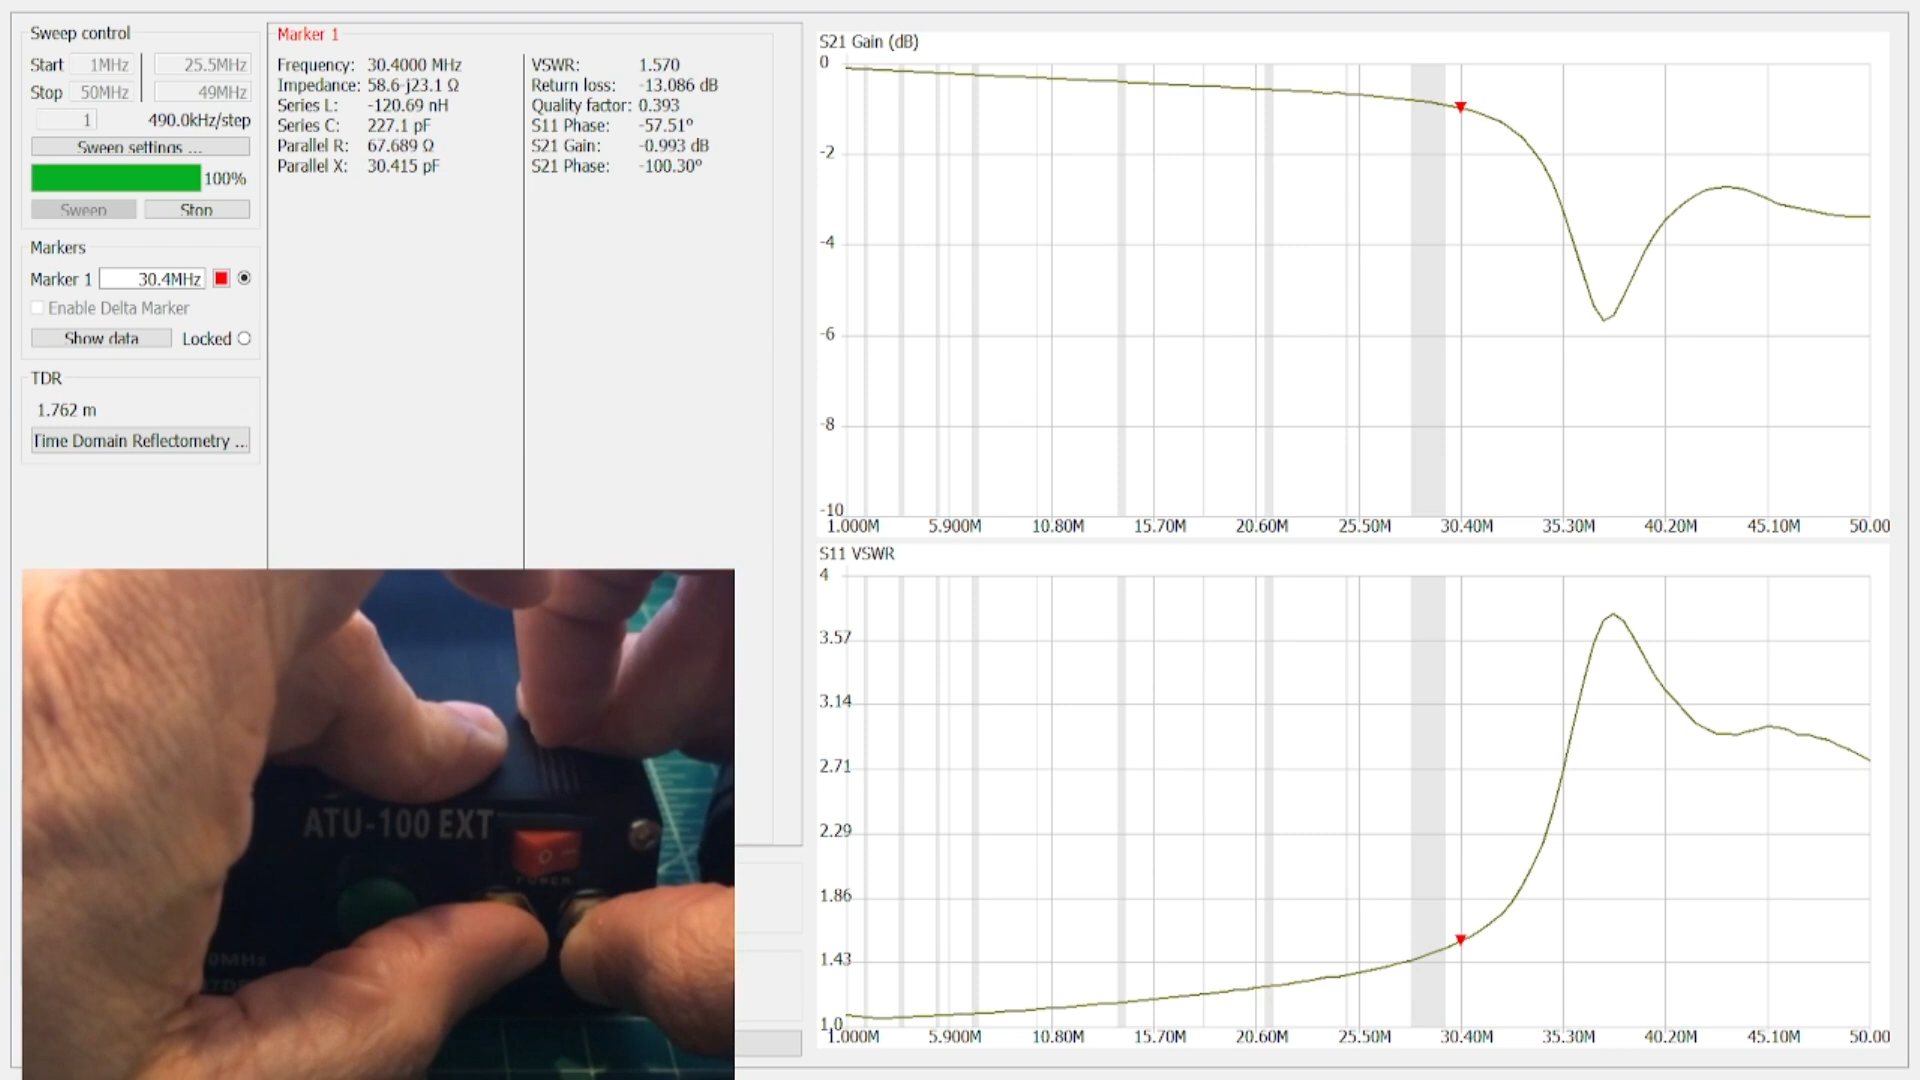 Sweep control
Start 1MHz 25.5MHz
Stop 50MHz 49MHz
1 490.0kHz/step
Sweep settings ...
100%
Sweep Stop
Markers
Marker 1 30.4MHz
Enable Delta Marker
Show data Locked
TDR
1.762 m
Time Domain Reflectometry ...
Marker 1
Frequency: 30.4000 MHz
Impedance: 58.6-j23.1 Ω
Series L: -120.69 nH
Series C: 227.1 pF
Parallel R: 67.689 Ω
Parallel X: 30.415 pF
VSWR: 1.570
Return loss: -13.086 dB
Quality factor: 0.393
S11 Phase: -57.51°
S21 Gain: -0.993 dB
S21 Phase: -100.30°
S21 Gain (dB)
0
-2
-4
-6
-8
-10
1.000M 5.900M 10.80M 15.70M 20.60M 25.50M 30.40M 35.30M 40.20M 45.10M 50.00
S11 VSWR
4
3.57
3.14
2.71
2.29
1.86
1.43
1.0
1.000M 5.900M 10.80M 15.70M 20.60M 25.50M 30.40M 35.30M 40.20M 45.10M 50.00
ATU-100 EXT
POWER
0MHz